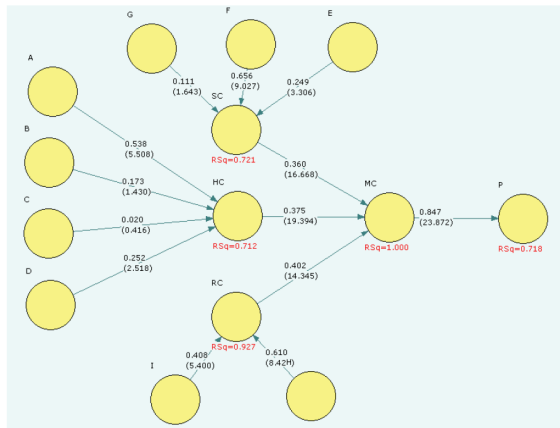 G
F
E
A
0.111
(1.643)
0.656
(9.027)
0.249
(3.306)
SC
B
0.538
(5.508)
RSq=0.721
0.360
(16.668)
C
0.173
(1.430)
HC
MC
P
0.020
(0.416)
0.375
(19.394)
0.847
(23.872)
D
RSq=0.712
RSq=1.000
RSq=0.718
0.252
(2.518)
RC
0.402
(14.345)
RSq=0.927
I
0.408
(5.400)
0.610
(8.42H)